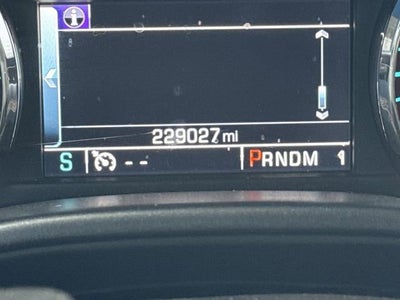 229027 mi
S -- PRNDM 1